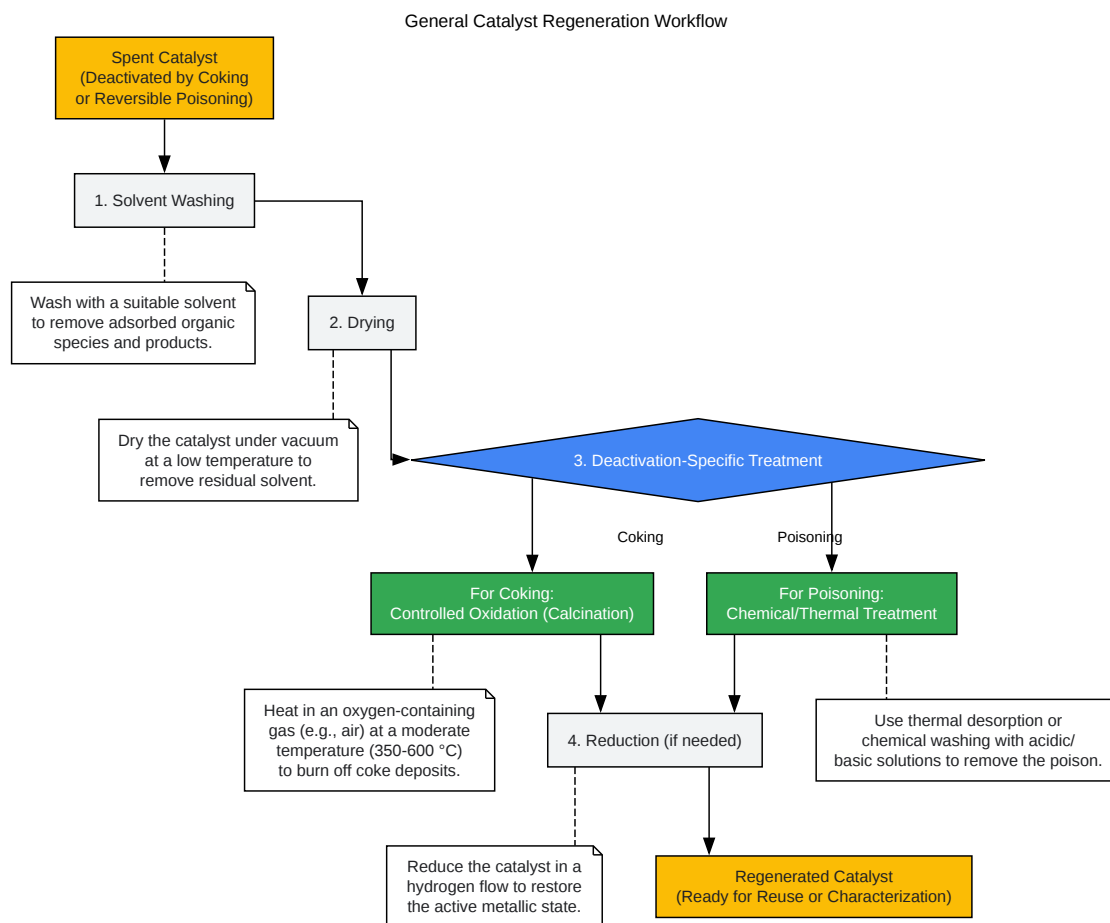 General Catalyst Regeneration Workflow
Spent Catalyst
(Deactivated by Coking
or Reversible Poisoning)
1. Solvent Washing
Wash with a suitable solvent
to remove adsorbed organic
species and products.
2. Drying
Dry the catalyst under vacuum
at a low temperature to
remove residual solvent.
3. Deactivation-Specific Treatment
Coking
Poisoning
For Coking:
Controlled Oxidation (Calcination)
For Poisoning:
Chemical/Thermal Treatment
Heat in an oxygen-containing
gas (e.g., air) at a moderate
temperature (350-600 °C)
to burn off coke deposits.
Use thermal desorption or
chemical washing with acidic/
basic solutions to remove the poison.
4. Reduction (if needed)
Reduce the catalyst in a
hydrogen flow to restore
the active metallic state.
Regenerated Catalyst
(Ready for Reuse or Characterization)